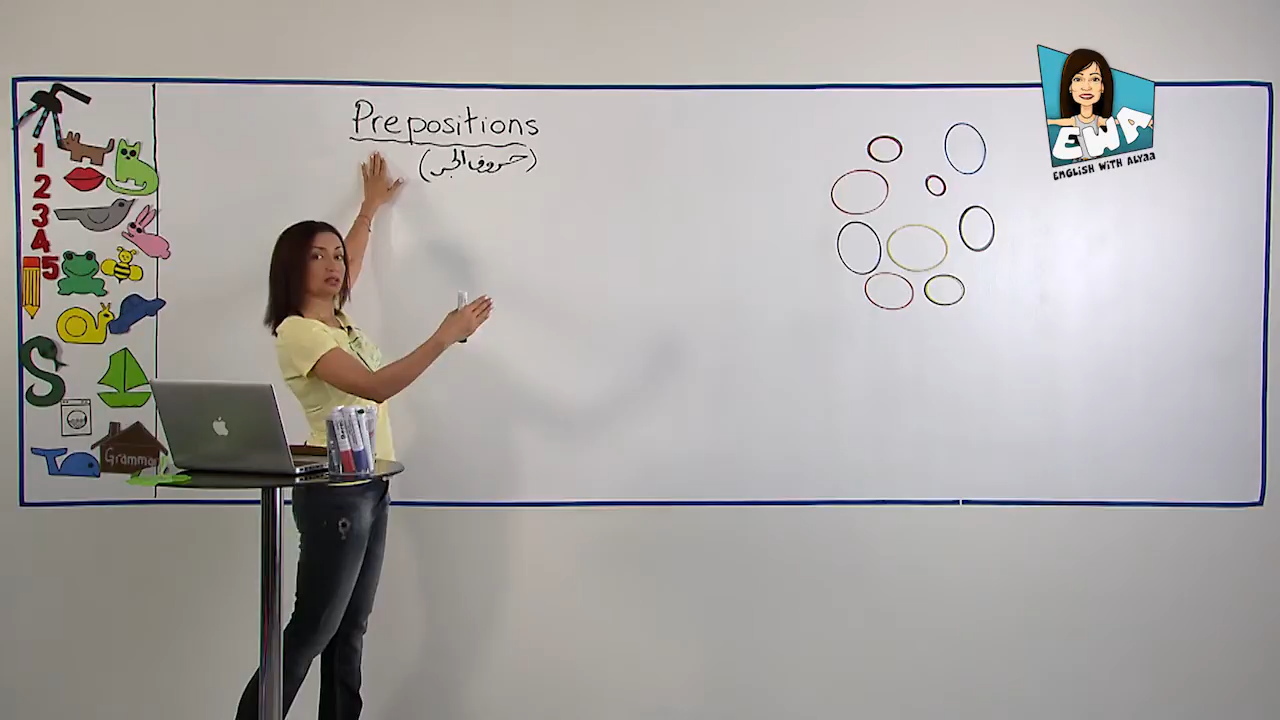 Prepositions
(حروف الجر)
1
2
3
4
5
Grammar
EWA
ENGLISH WITH ALYAA